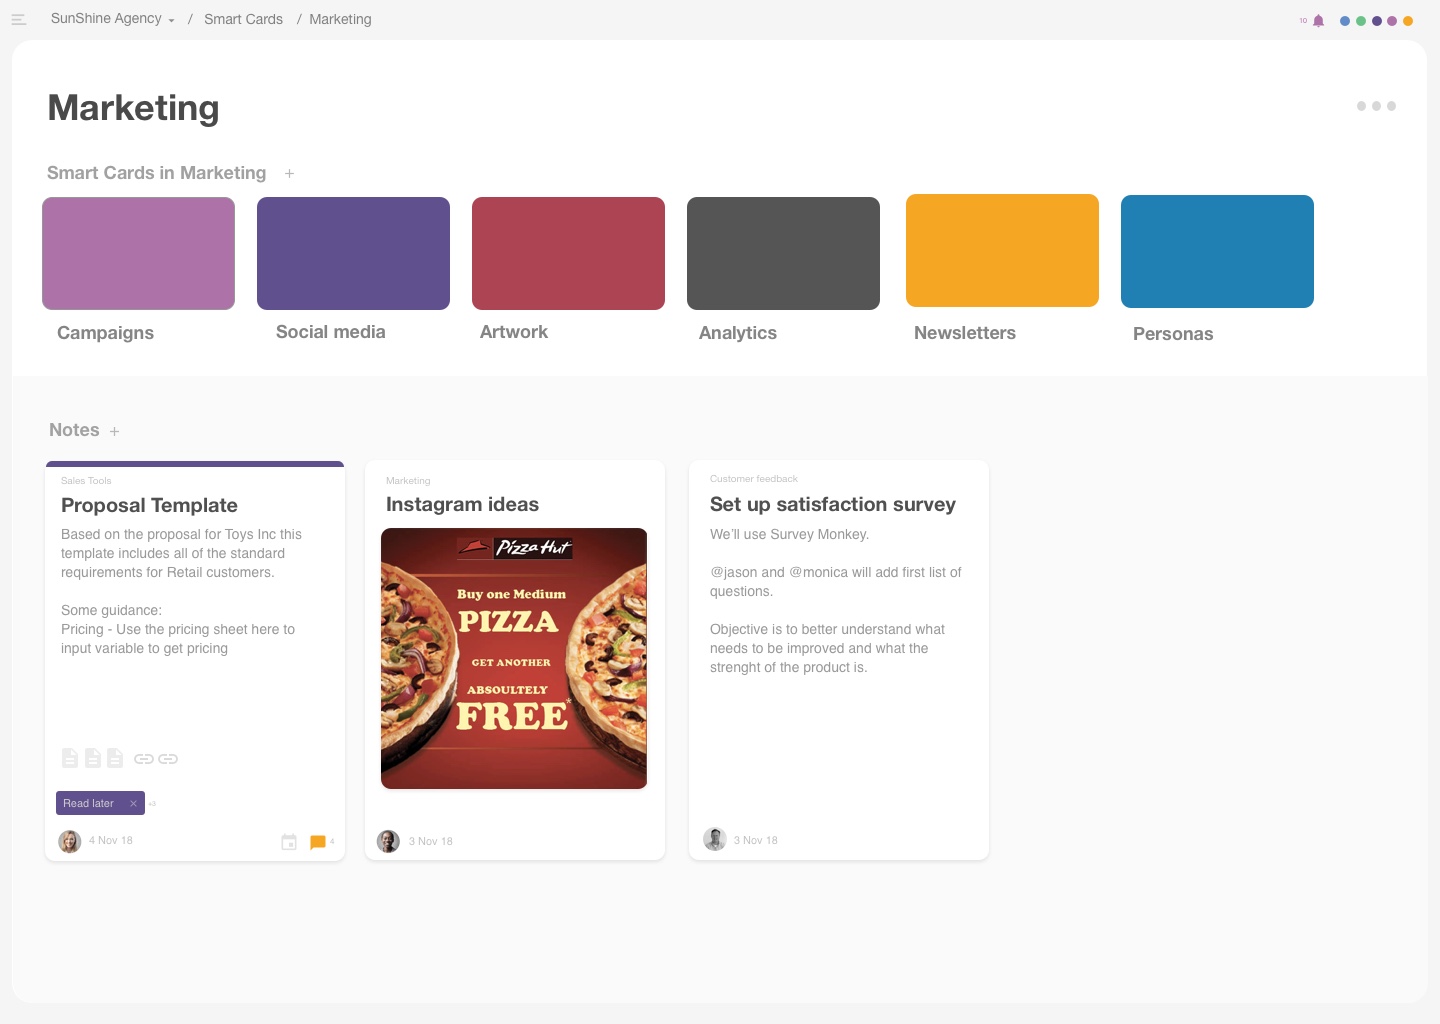 SunShine Agency / Smart Cards / Marketing
10
Marketing
Smart Cards in Marketing +
Campaigns
Social media
Artwork
Analytics
Newsletters
Personas
Notes +
Sales Tools
Proposal Template
Based on the proposal for Toys Inc this
template includes all of the standard
requirements for Retail customers.
Some guidance:
Pricing - Use the pricing sheet here to
input variable to get pricing
Read later ×
+3
4 Nov 18
4
Marketing
Instagram ideas
Pizza Hut
Buy one Medium
PIZZA
GET ANOTHER
ABSOULTELY
FREE*
3 Nov 18
Customer feedback
Set up satisfaction survey
We’ll use Survey Monkey.
@jason and @monica will add first list of
questions.
Objective is to better understand what
needs to be improved and what the
strenght of the product is.
3 Nov 18